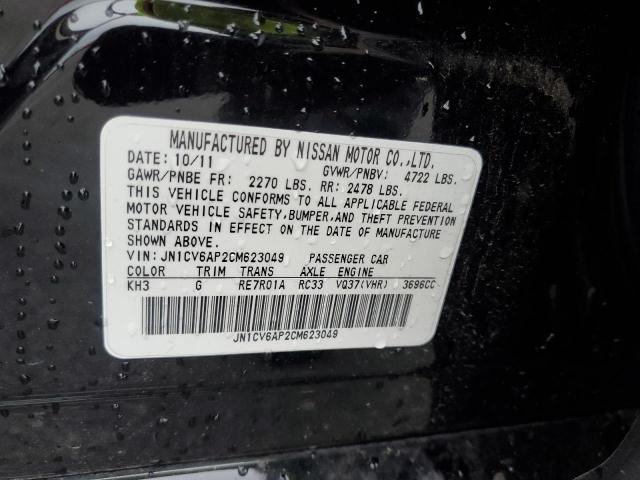 MANUFACTURED BY NISSAN MOTOR CO.,LTD.
DATE: 10/11 GVWR/PNBV: 4722 LBS.
GAWR/PNBE FR: 2270 LBS. RR: 2478 LBS.
THIS VEHICLE CONFORMS TO ALL APPLICABLE FEDERAL
MOTOR VEHICLE SAFETY,BUMPER,AND THEFT PREVENTION
STANDARDS IN EFFECT ON THE DATE OF MANUFACTURE
SHOWN ABOVE.
VIN: JN1CV6AP2CM623049 PASSENGER CAR
COLOR TRIM TRANS AXLE ENGINE
KH3 G RE7R01A RC33 VQ37(VHR) 3696CC
JN1CV6AP2CM623049